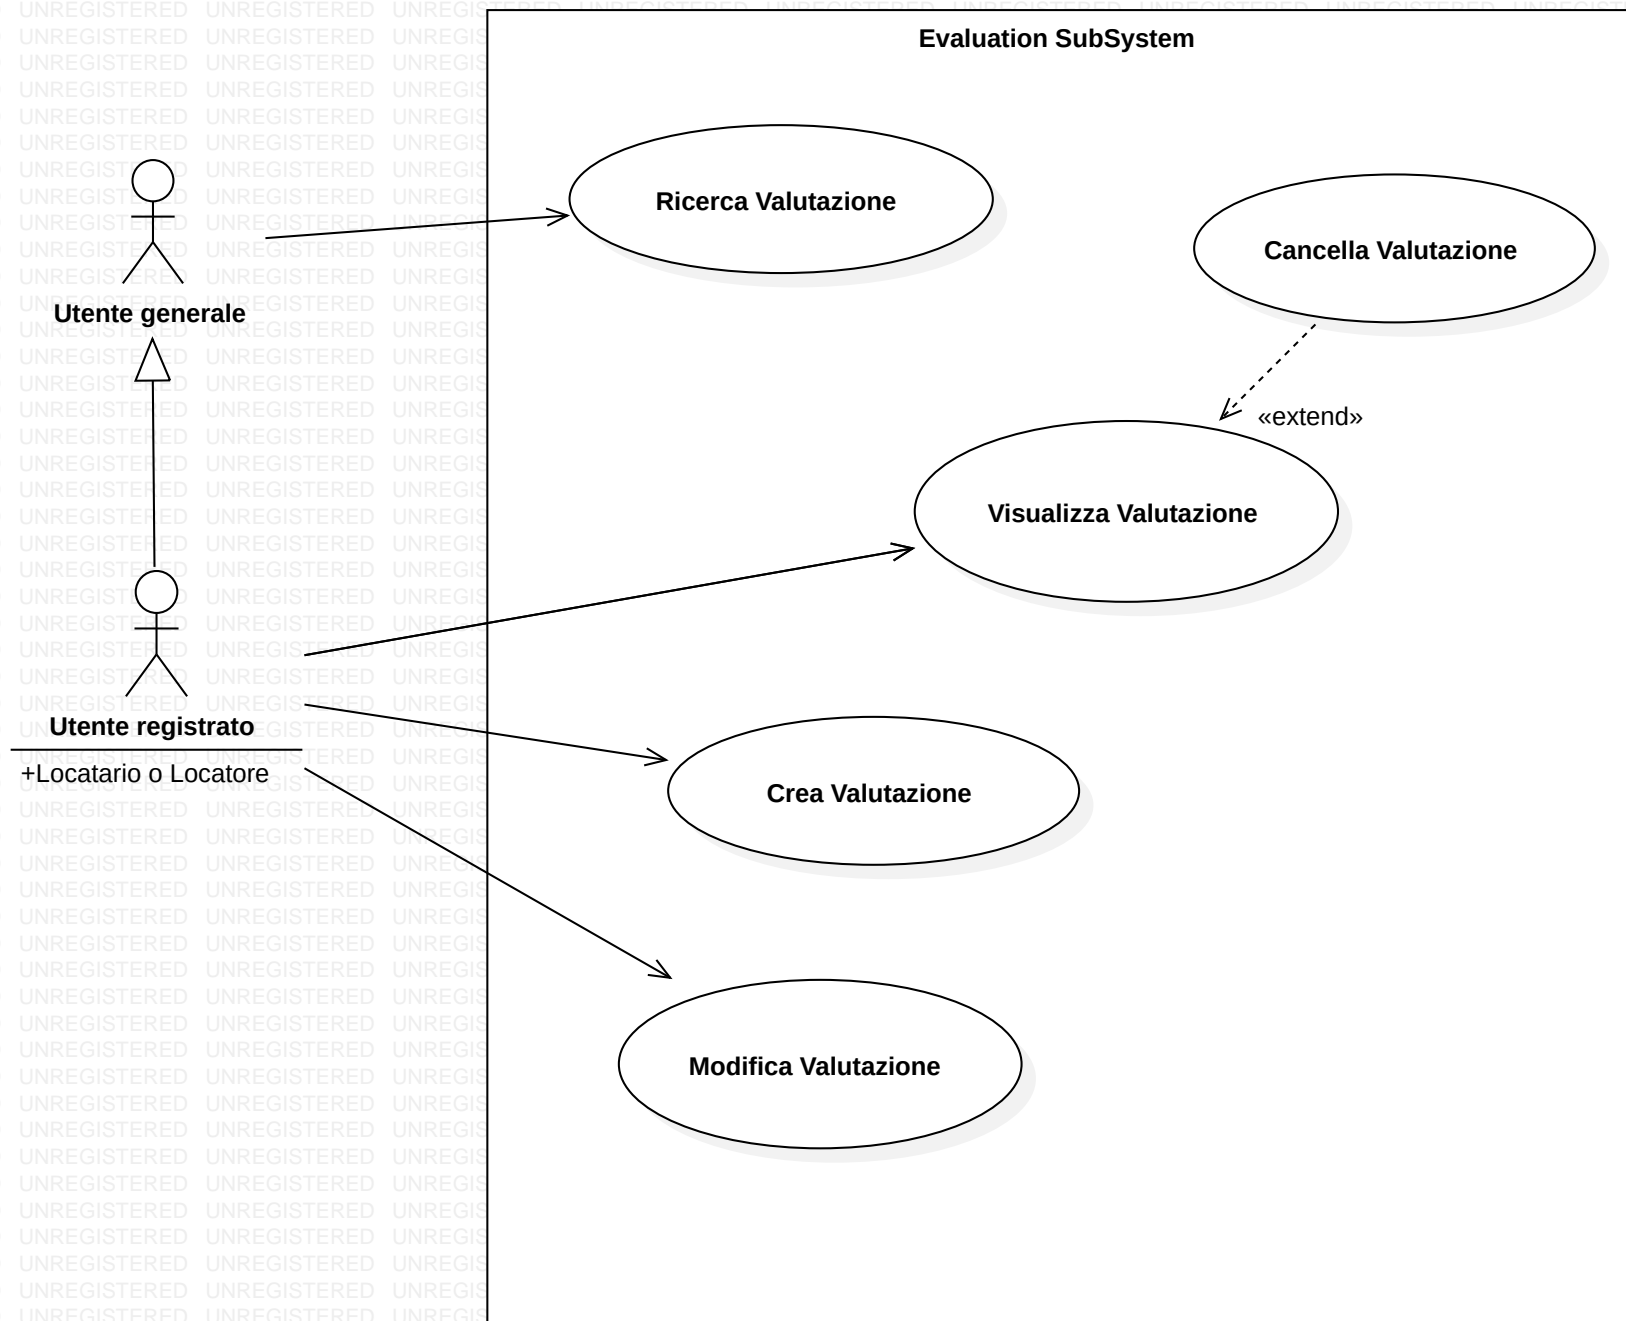 Evaluation SubSystem
Ricerca Valutazione
Cancella Valutazione
Utente generale
«extend»
Visualizza Valutazione
Utente registrato
+Locatario o Locatore
Crea Valutazione
Modifica Valutazione
UNREGISTERED